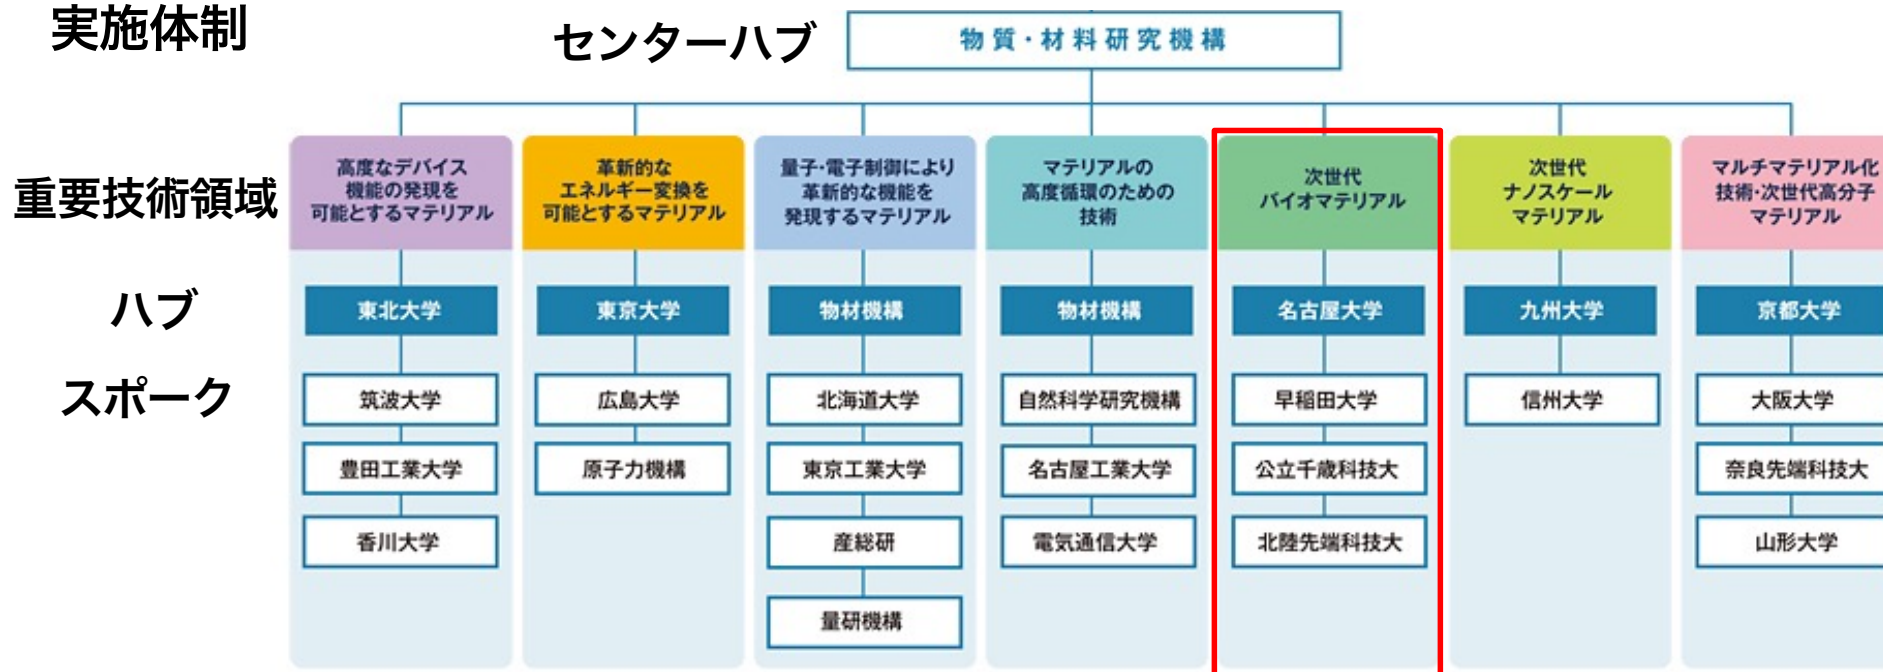 実施体制
センターハブ
物質・材料研究機構
重要技術領域
高度なデバイス
機能の発現を
可能とするマテリアル
革新的な
エネルギー変換を
可能とするマテリアル
量子・電子制御により
革新的な機能を
発現するマテリアル
マテリアルの
高度循環のための
技術
次世代
バイオマテリアル
次世代
ナノスケール
マテリアル
マルチマテリアル化
技術・次世代高分子
マテリアル
ハブ
東北大学
東京大学
物材機構
物材機構
名古屋大学
九州大学
京都大学
スポーク
筑波大学
広島大学
北海道大学
自然科学研究機構
早稲田大学
信州大学
大阪大学
豊田工業大学
原子力機構
東京工業大学
名古屋工業大学
公立千歳科技大
奈良先端科技大
香川大学
産総研
電気通信大学
北陸先端科技大
山形大学
量研機構